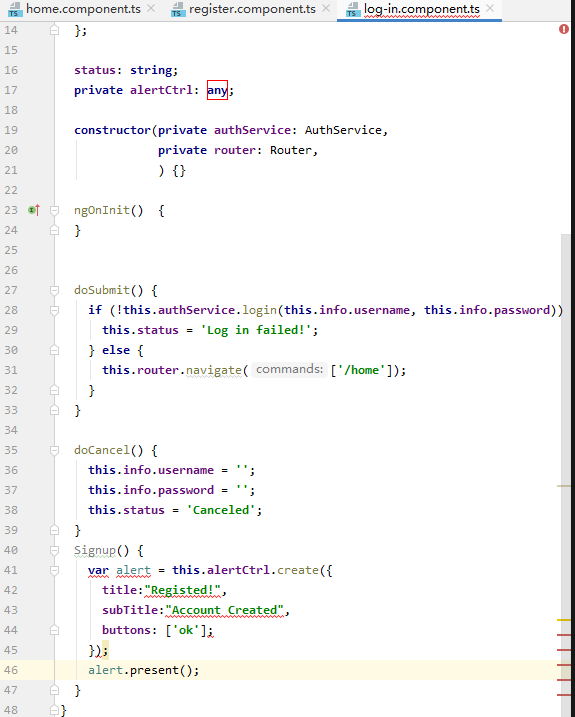 home.component.ts × register.component.ts × log-in.component.ts ×
14 };
15
16 status: string;
17 private alertCtrl: any;
18
19 constructor(private authService: AuthService,
20 private router: Router,
21 ) {}
22
23 ngOnInit() {
24 }
25
26
27 doSubmit() {
28 if (!this.authService.login(this.info.username, this.info.password))
29 this.status = 'Log in failed!';
30 } else {
31 this.router.navigate( commands: ['/home']);
32 }
33 }
34
35 doCancel() {
36 this.info.username = '';
37 this.info.password = '';
38 this.status = 'Canceled';
39 }
40 Signup() {
41 var alert = this.alertCtrl.create({
42 title:"Registed!",
43 subTitle:"Account Created",
44 buttons: ['ok'];
45 });
46 alert.present();
47 }
48 }